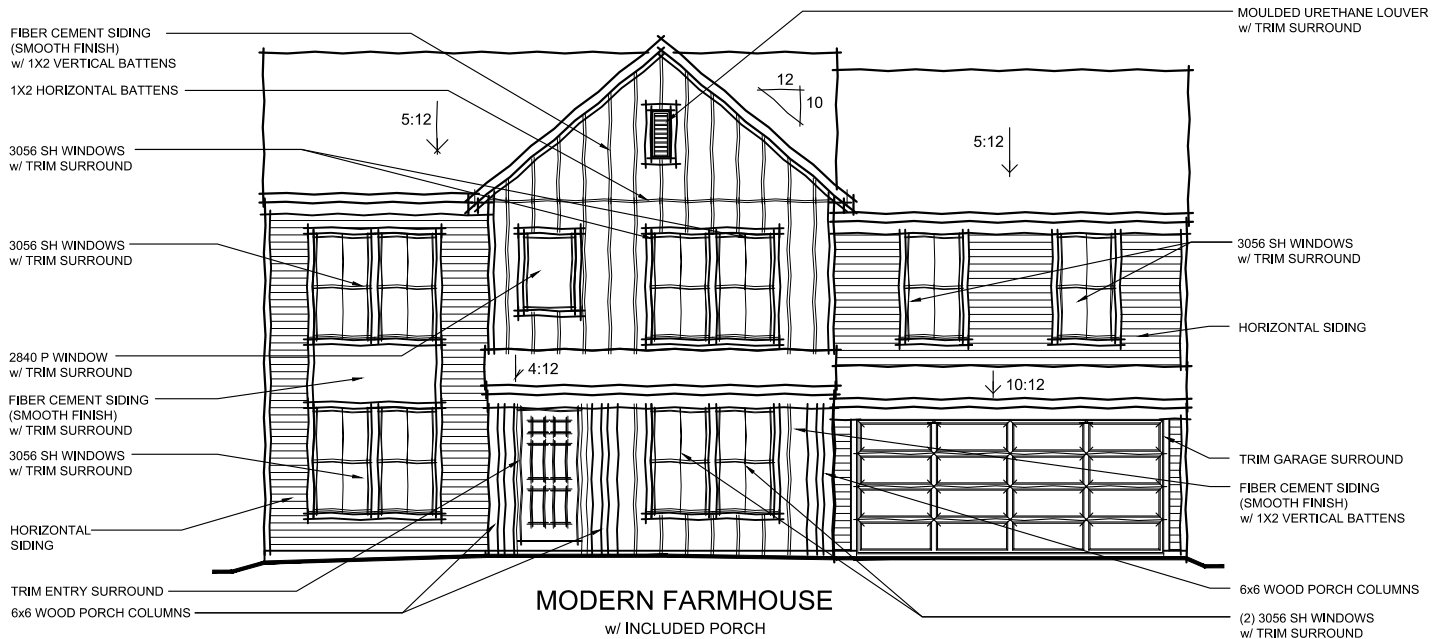 FIBER CEMENT SIDING
(SMOOTH FINISH)
w/ 1X2 VERTICAL BATTENS
1X2 HORIZONTAL BATTENS
3056 SH WINDOWS
w/ TRIM SURROUND
3056 SH WINDOWS
w/ TRIM SURROUND
2840 P WINDOW
w/ TRIM SURROUND
FIBER CEMENT SIDING
(SMOOTH FINISH)
w/ TRIM SURROUND
3056 SH WINDOWS
w/ TRIM SURROUND
HORIZONTAL
SIDING
TRIM ENTRY SURROUND
6x6 WOOD PORCH COLUMNS
5:12
12
10
5:12
4:12
10:12
MOULDED URETHANE LOUVER
w/ TRIM SURROUND
3056 SH WINDOWS
w/ TRIM SURROUND
HORIZONTAL SIDING
TRIM GARAGE SURROUND
FIBER CEMENT SIDING
(SMOOTH FINISH)
w/ 1X2 VERTICAL BATTENS
6x6 WOOD PORCH COLUMNS
(2) 3056 SH WINDOWS
w/ TRIM SURROUND
MODERN FARMHOUSE
w/ INCLUDED PORCH